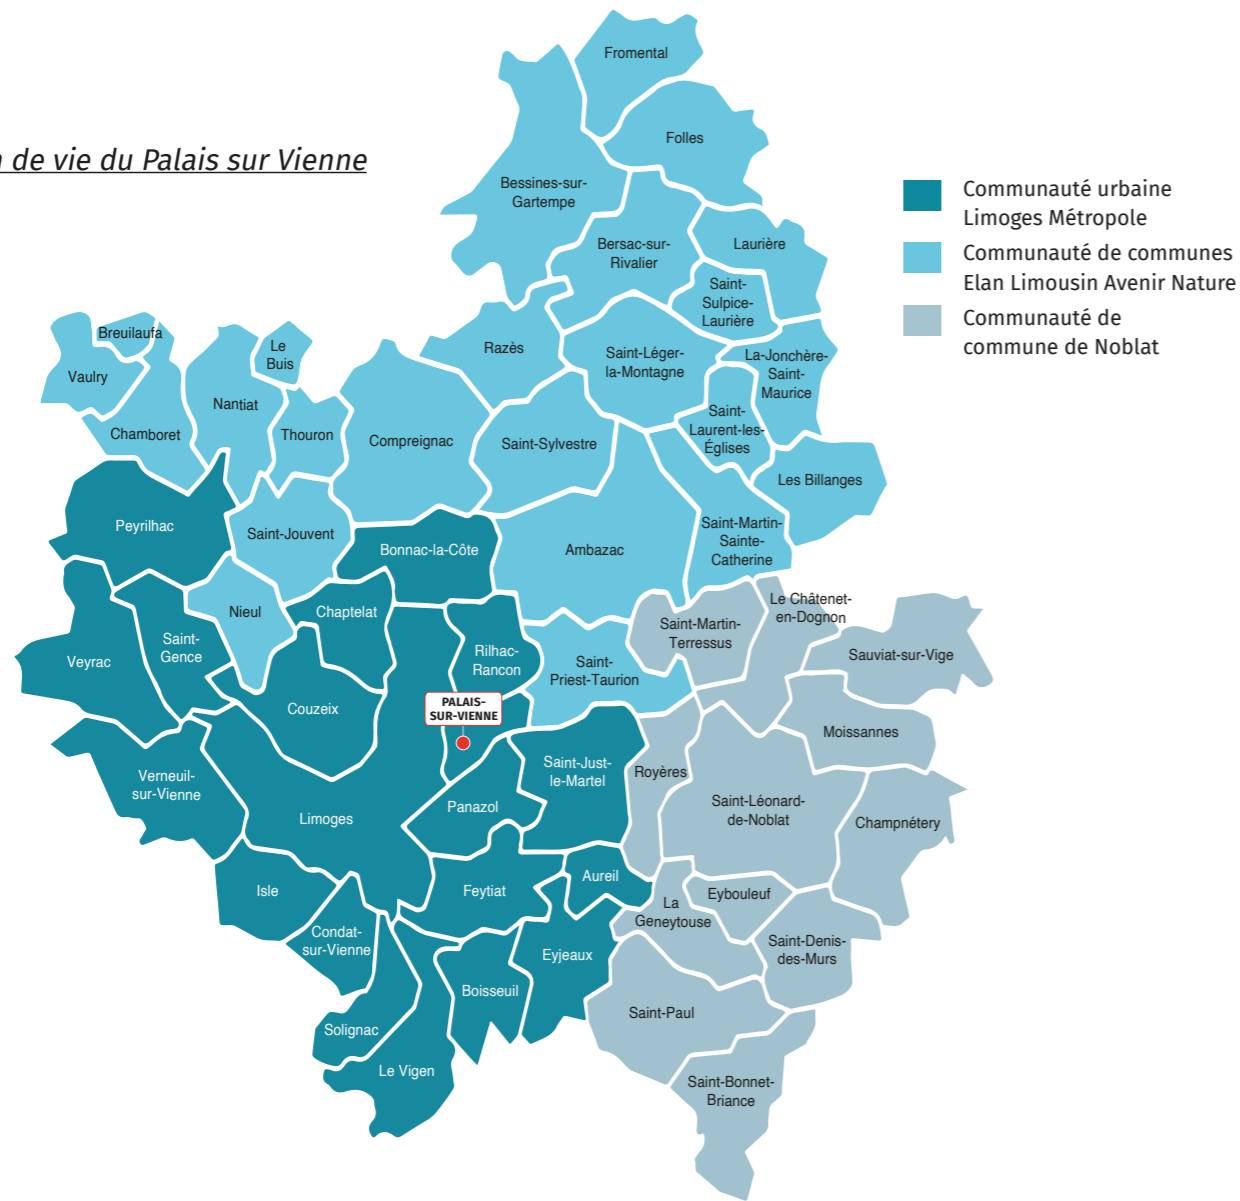 de vie du Palais sur Vienne
Communauté urbaine
Limoges Métropole
Communauté de communes
Elan Limousin Avenir Nature
Communauté de
commune de Noblat
Fromental
Folles
Bessines-sur-
Gartempe
Bersac-sur-
Rivalier
Laurière
Saint-
Sulpice-
Laurière
Breuilaufa
Le
Buis
Razès
Saint-Léger-
la-Montagne
La-Jonchère-
Saint-
Maurice
Vaulry
Nantiat
Chamboret
Thouron
Compreignac
Saint-Sylvestre
Saint-
Laurent-les-
Églises
Les Billanges
Peyrilhac
Saint-Jouvent
Bonnac-la-Côte
Ambazac
Saint-Martin-
Sainte-
Catherine
Nieul
Chaptelat
Saint-Martin-
Terressus
Le Châtenet-
en-Dognon
Veyrac
Saint-
Gence
Rilhac-
Rancon
Saint-
Priest-Taurion
Sauviat-sur-Vige
Couzeix
PALAIS-
SUR-VIENNE
Moissannes
Verneuil-
sur-Vienne
Saint-Just-
le-Martel
Royères
Limoges
Panazol
Saint-Léonard-
de-Noblat
Champnétery
Isle
Feytiat
Aureil
Eybouleuf
La
Geneytouse
Condat-
sur-Vienne
Eyjeaux
Saint-Denis-
des-Murs
Boisseuil
Saint-Paul
Solignac
Le Vigen
Saint-Bonnet-
Briance